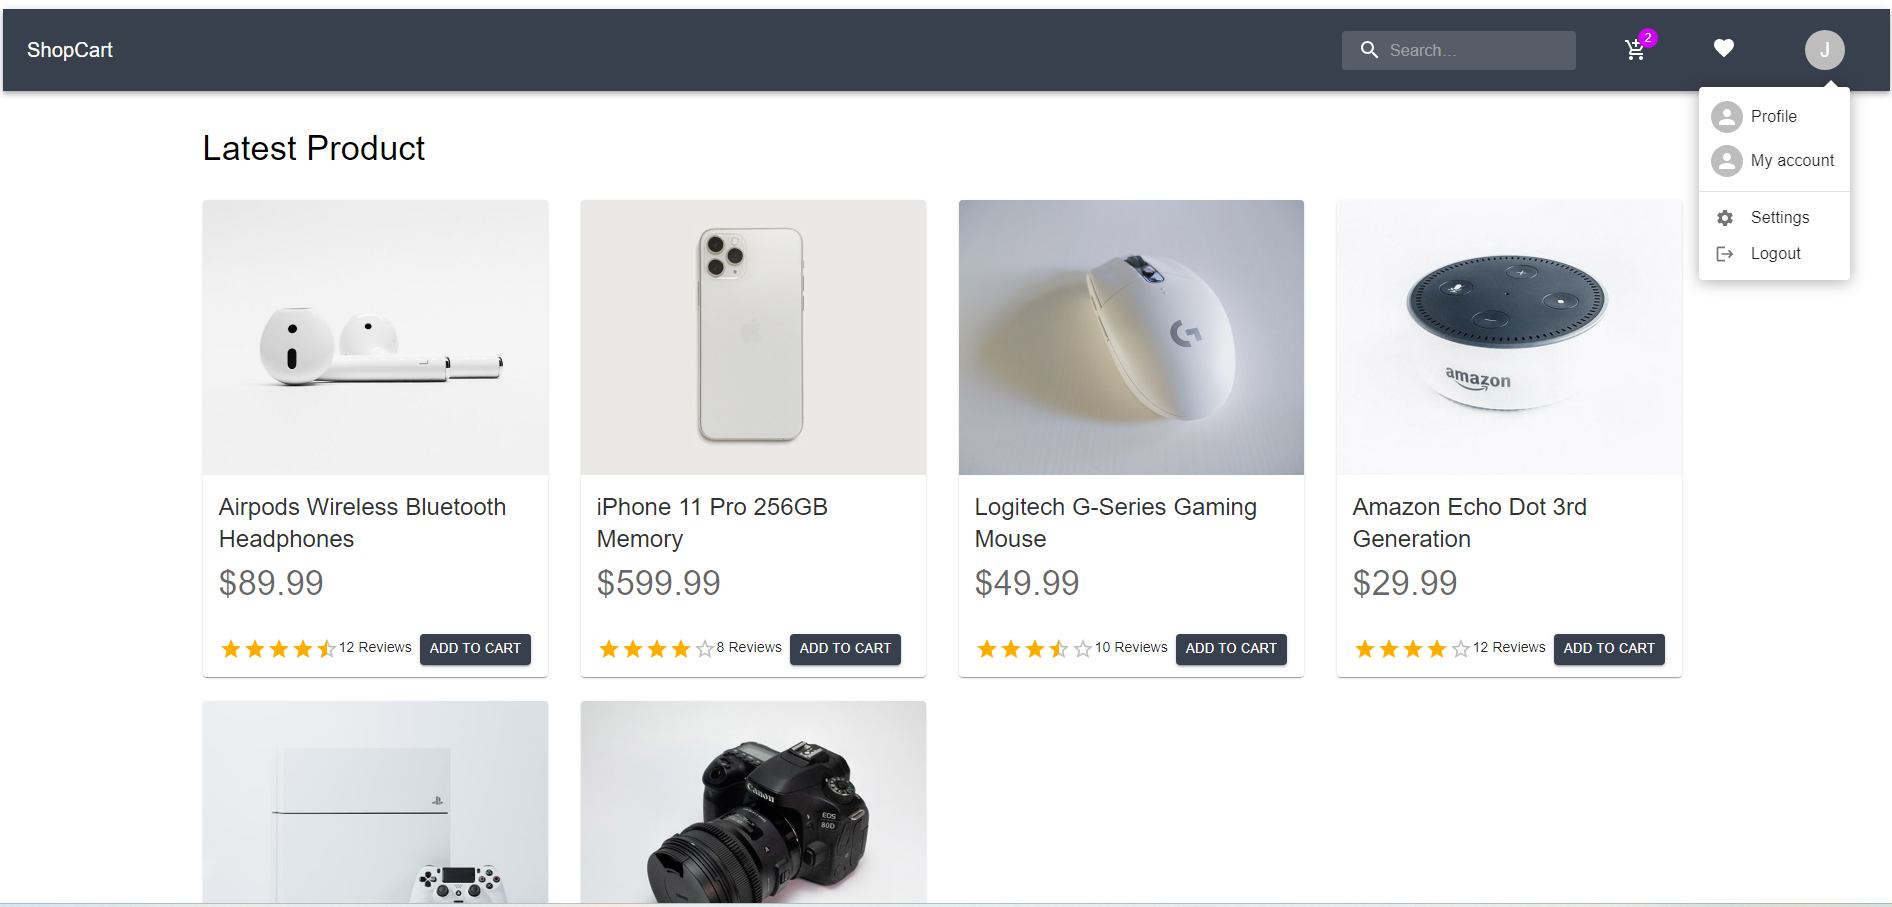 ShopCart
Search...
2
J
Profile
My account
Settings
Logout
Latest Product
amazon
Airpods Wireless Bluetooth
Headphones
$89.99
12 Reviews
ADD TO CART
iPhone 11 Pro 256GB
Memory
$599.99
8 Reviews
ADD TO CART
Logitech G-Series Gaming
Mouse
$49.99
10 Reviews
ADD TO CART
Amazon Echo Dot 3rd
Generation
$29.99
12 Reviews
ADD TO CART
Canon
EOS
80D